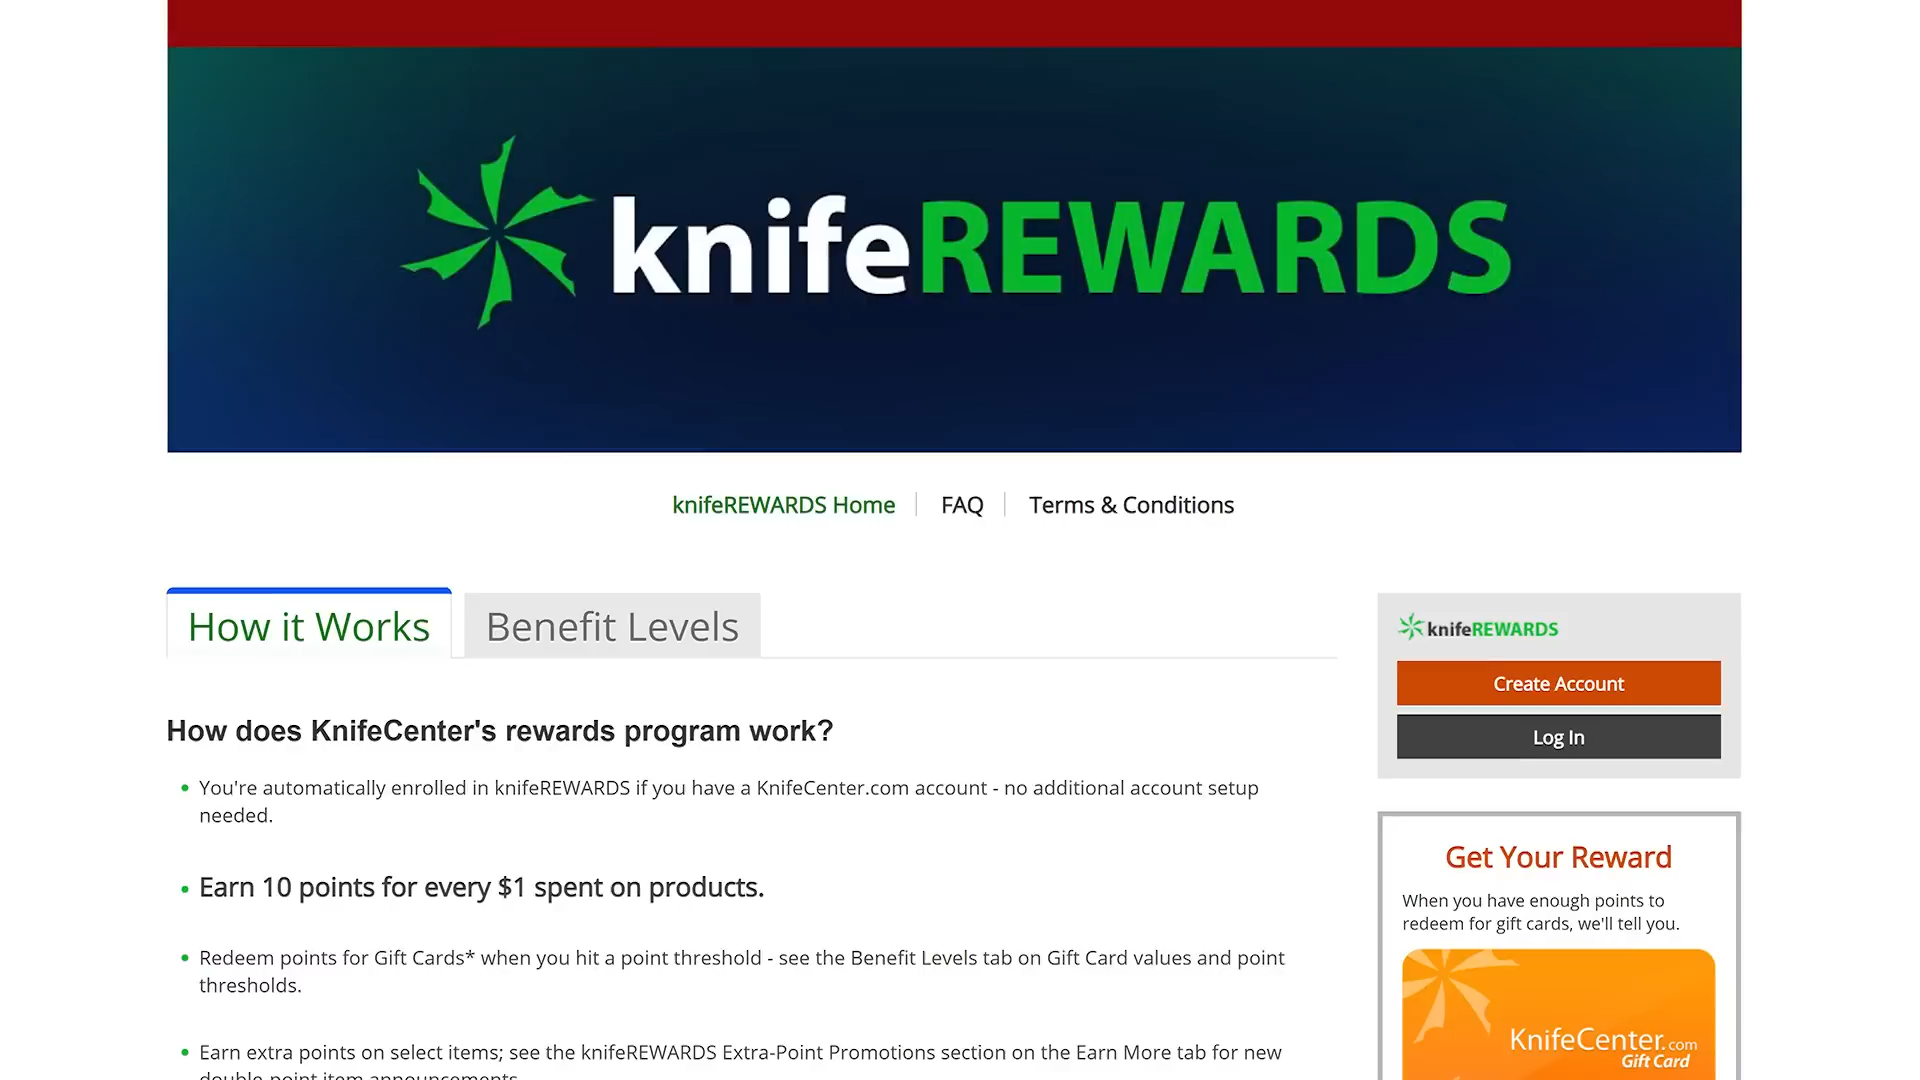 knifeREWARDS
knifeREWARDS Home
FAQ
Terms & Conditions
How it Works
Benefit Levels
How does KnifeCenter's rewards program work?
You're automatically enrolled in knifeREWARDS if you have a KnifeCenter.com account - no additional account setup
needed.
Earn 10 points for every $1 spent on products.
Redeem points for Gift Cards* when you hit a point threshold - see the Benefit Levels tab on Gift Card values and point
thresholds.
Earn extra points on select items; see the knifeREWARDS Extra-Point Promotions section on the Earn More tab for new
double-point item announcements.
knifeREWARDS
Create Account
Log In
Get Your Reward
When you have enough points to
redeem for gift cards, we'll tell you.
KnifeCenter.com
Gift Card